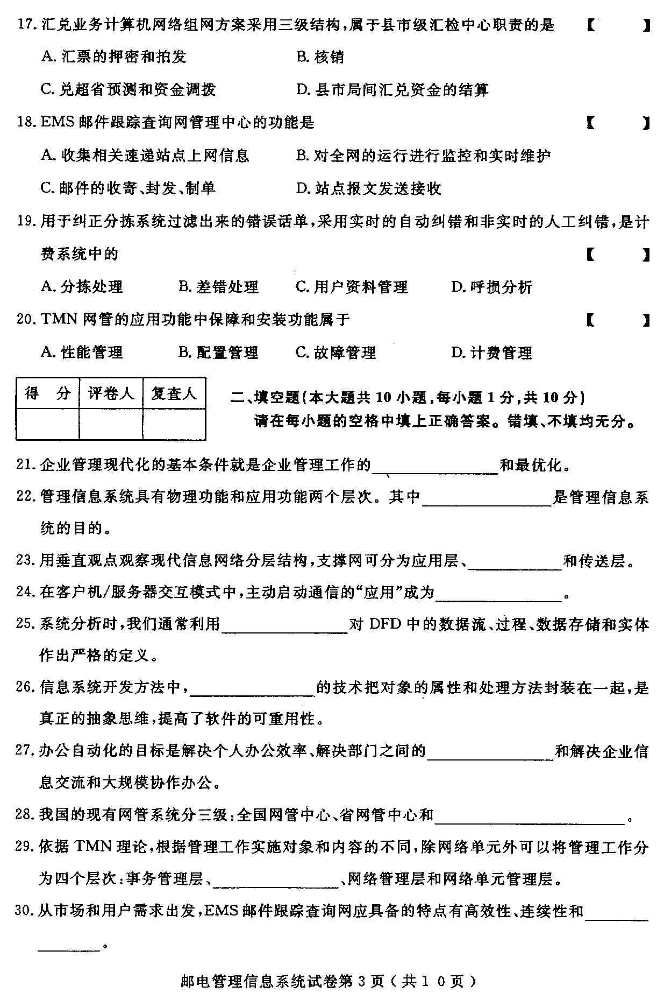 17. 汇兑业务计算机网络组网方案采用三级结构,属于县市级汇检中心职责的是 【 】
A. 汇票的押密和拍发 B. 核销
C. 兑超省预测和资金调拨 D. 县市局间汇兑资金的结算
18. EMS 邮件跟踪查询网管理中心的功能是 【 】
A. 收集相关速递站点上网信息 B. 对全网的运行进行监控和实时维护
C. 邮件的收寄、封发、制单 D. 站点报文发送接收
19. 用于纠正分拣系统过滤出来的错误话单,采用实时的自动纠错和非实时的人工纠错,是计
费系统中的 【 】
A. 分拣处理 B. 差错处理 C. 用户资料管理 D. 呼损分析
20. TMN 网管的应用功能中保障和安装功能属于 【 】
A. 性能管理 B. 配置管理 C. 故障管理 D. 计费管理
得 分 评卷人 复查人
二、填空题(本大题共 10 小题,每小题 1 分,共 10 分)
请在每小题的空格中填上正确答案。错填、不填均无分。
21. 企业管理现代化的基本条件就是企业管理工作的________和最优化。
22. 管理信息系统具有物理功能和应用功能两个层次。其中________是管理信息系
统的目的。
23. 用垂直观点观察现代信息网络分层结构,支撑网可分为应用层、________和传送层。
24. 在客户机/服务器交互模式中,主动启动通信的“应用”成为________。
25. 系统分析时,我们通常利用________对 DFD 中的数据流、过程、数据存储和实体
作出严格的定义。
26. 信息系统开发方法中,________的技术把对象的属性和处理方法封装在一起,是
真正的抽象思维,提高了软件的可重用性。
27. 办公自动化的目标是解决个人办公效率、解决部门之间的________和解决企业信
息交流和大规模协作办公。
28. 我国的现有网管系统分三级:全国网管中心、省网管中心和________。
29. 依据 TMN 理论,根据管理工作实施对象和内容的不同,除网络单元外可以将管理工作分
为四个层次:事务管理层、________、网络管理层和网络单元管理层。
30. 从市场和用户需求出发,EMS 邮件跟踪查询网应具备的特点有高效性、连续性和____
____。
邮电管理信息系统试卷第 3 页 ( 共 1 0 页 )